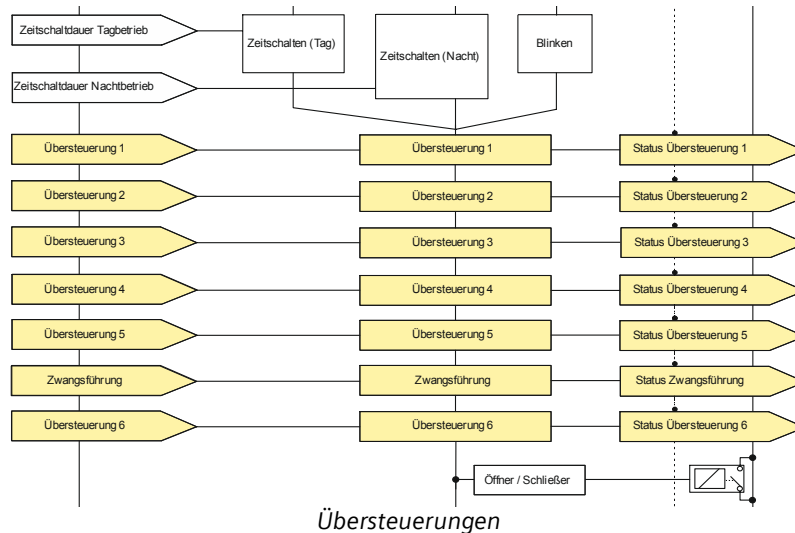 Zeitschaltdauer Tagbetrieb
Zeitschalten (Tag)
Zeitschalten (Nacht)
Blinken
Zeitschaltdauer Nachtbetrieb
Übersteuerung 1
Übersteuerung 1
Status Übersteuerung 1
Übersteuerung 2
Übersteuerung 2
Status Übersteuerung 2
Übersteuerung 3
Übersteuerung 3
Status Übersteuerung 3
Übersteuerung 4
Übersteuerung 4
Status Übersteuerung 4
Übersteuerung 5
Übersteuerung 5
Status Übersteuerung 5
Zwangsführung
Zwangsführung
Status Zwangsführung
Übersteuerung 6
Übersteuerung 6
Status Übersteuerung 6
Öffner / Schließer
Übersteuerungen